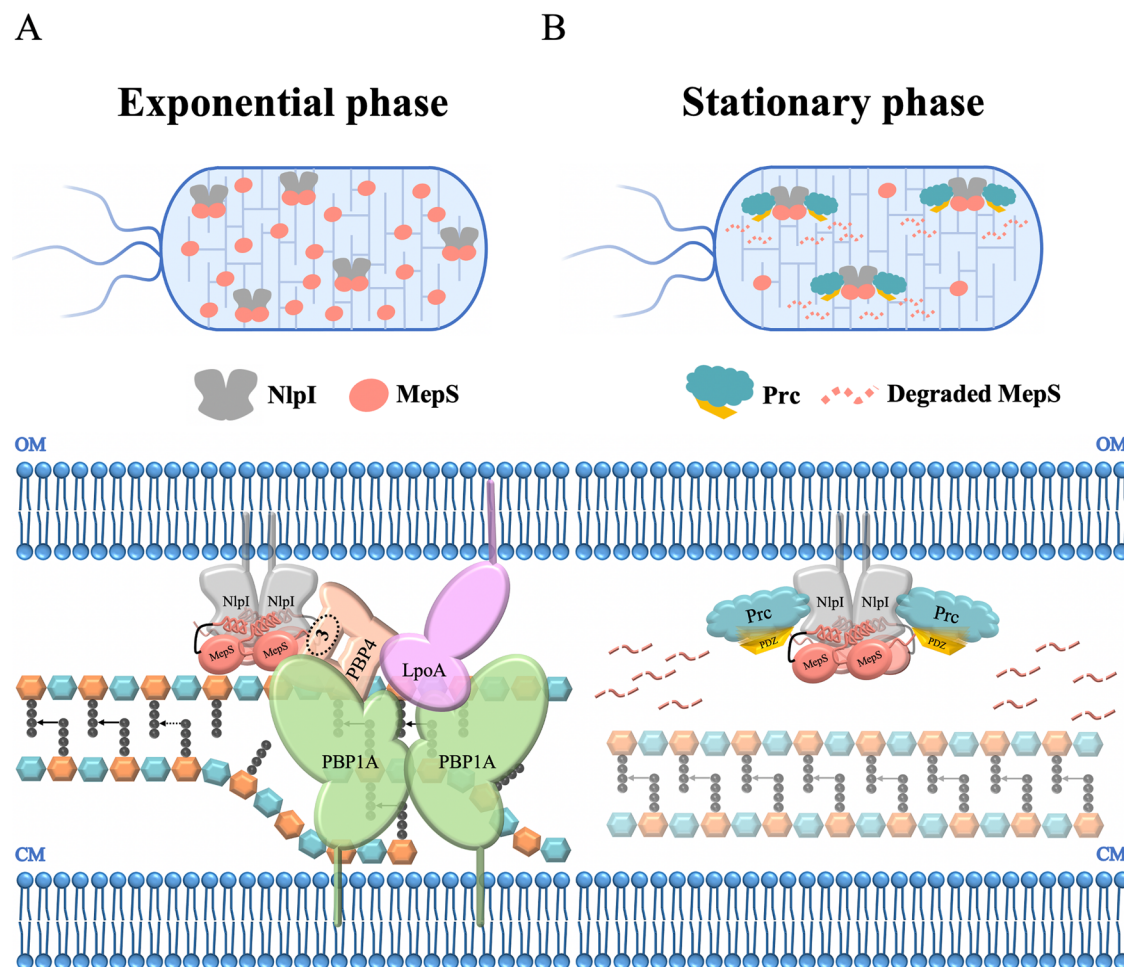 A
B
Exponential phase
Stationary phase
NlpI
MepS
Prc
Degraded MepS
OM
OM
NlpI
NlpI
MepS
MepS
3
PBP4
LpoA
PBP1A
PBP1A
Prc
NlpI
NlpI
Prc
PDZ
PDZ
MepS
MepS
CM
CM